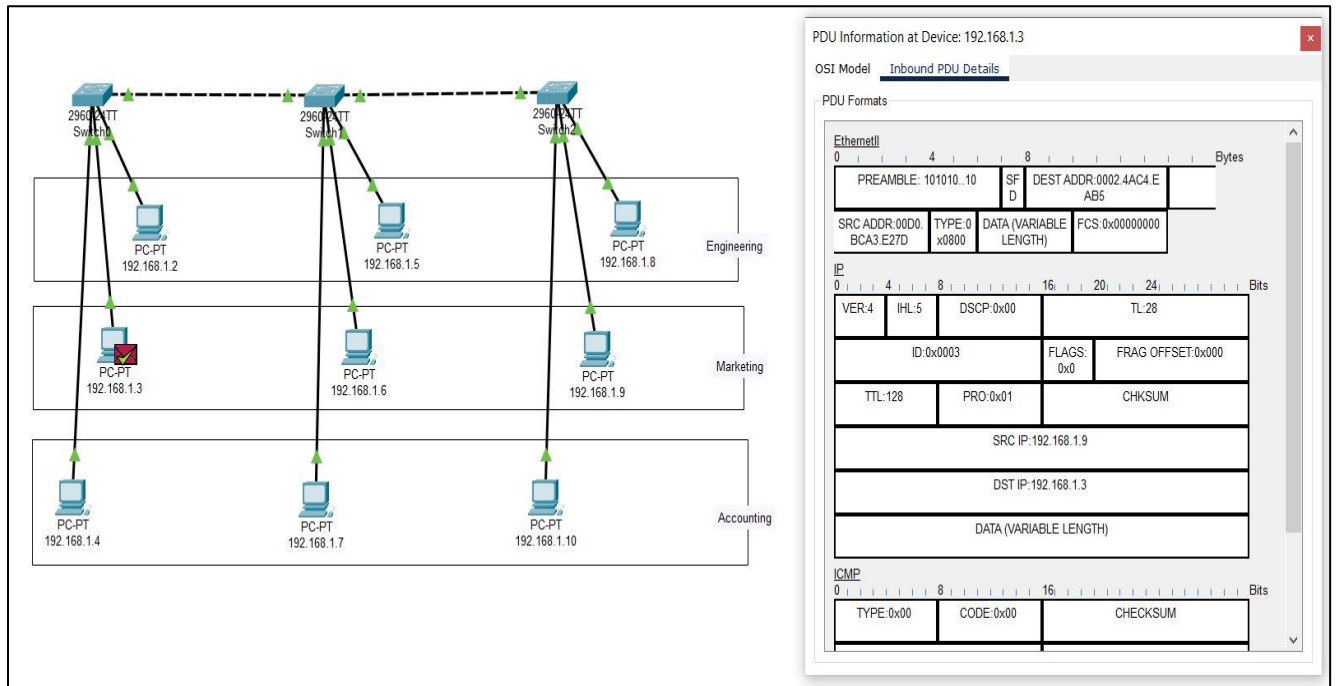 2960-24TT
Switch0
2960-24TT
Switch1
2960-24TT
Switch2
PC-PT
192.168.1.2
PC-PT
192.168.1.5
PC-PT
192.168.1.8
Engineering
PC-PT
192.168.1.3
PC-PT
192.168.1.6
PC-PT
192.168.1.9
Marketing
PC-PT
192.168.1.4
PC-PT
192.168.1.7
PC-PT
192.168.1.10
Accounting
PDU Information at Device: 192.168.1.3
x
OSI Model Inbound PDU Details
PDU Formats
EthernetII
0 4 8 Bytes
PREAMBLE: 101010..10
SF
D
DEST ADDR:0002.4AC4.E
AB5
SRC ADDR:00D0.
BCA3.E27D
TYPE:0
x0800
DATA (VARIABLE
LENGTH)
FCS:0x00000000
IP
0 4 8 16 20 24 Bits
VER:4 IHL:5 DSCP:0x00 TL:28
ID:0x0003
FLAGS:
0x0
FRAG OFFSET:0x000
TTL:128 PRO:0x01 CHKSUM
SRC IP:192.168.1.9
DST IP:192.168.1.3
DATA (VARIABLE LENGTH)
ICMP
0 8 16 Bits
TYPE:0x00 CODE:0x00 CHECKSUM